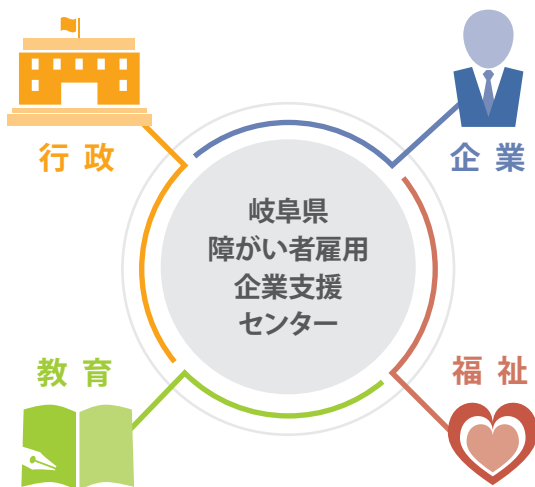 行政
企業
岐阜県
障がい者雇用
企業支援
センター
教育
福祉